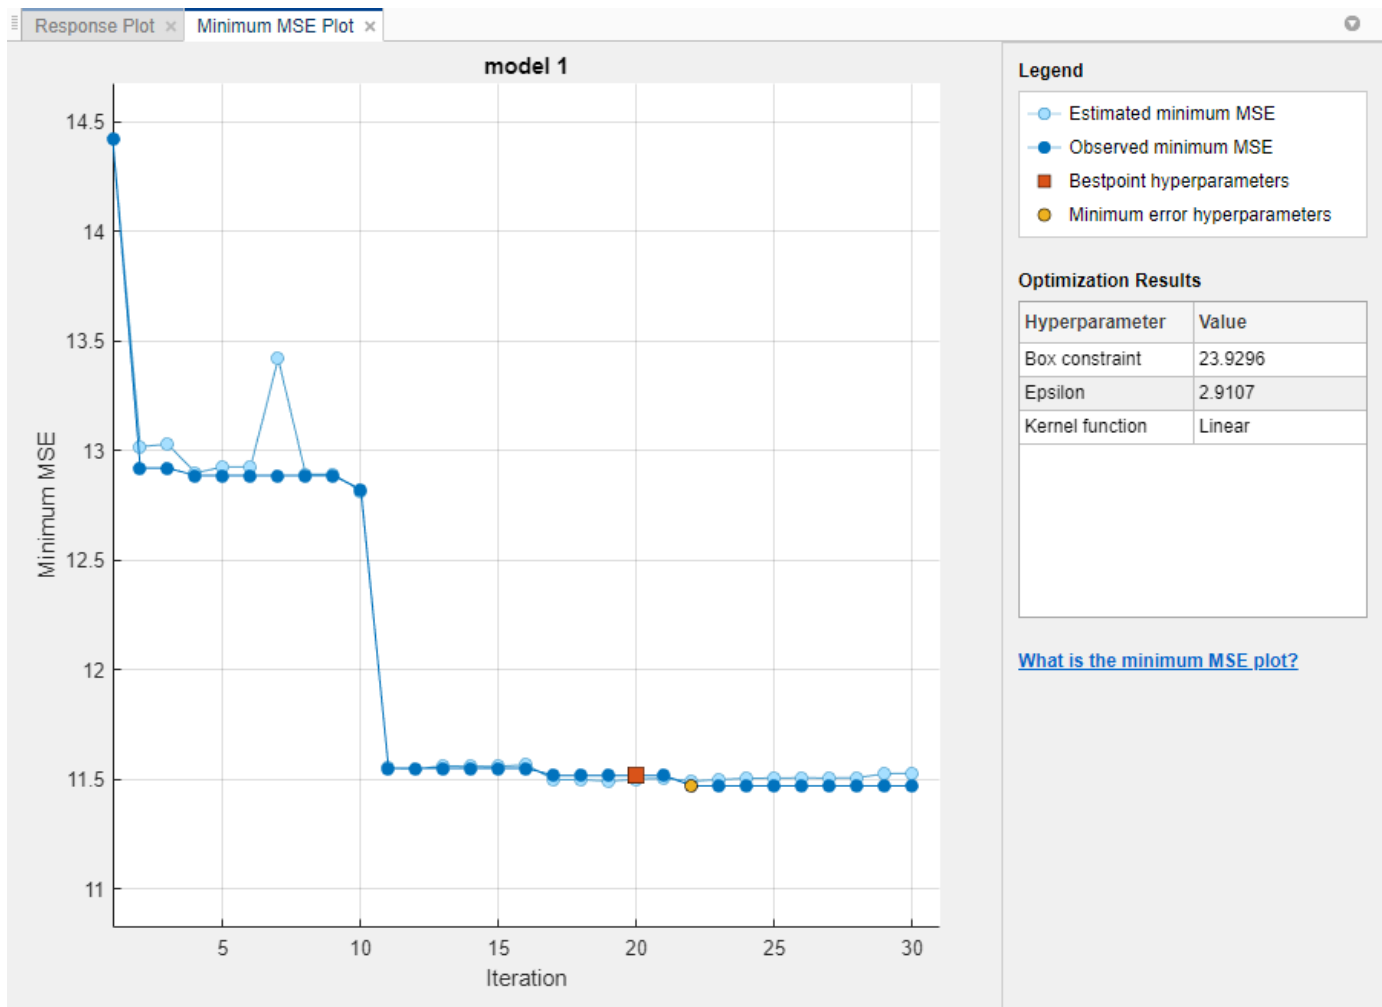 Response Plot × Minimum MSE Plot ×
model 1
14.5
14
13.5
13
12.5
12
11.5
11
Minimum MSE
5 10 15 20 25 30
Iteration
Legend
Estimated minimum MSE
Observed minimum MSE
Bestpoint hyperparameters
Minimum error hyperparameters
Optimization Results
Hyperparameter Value
Box constraint 23.9296
Epsilon 2.9107
Kernel function Linear
What is the minimum MSE plot?